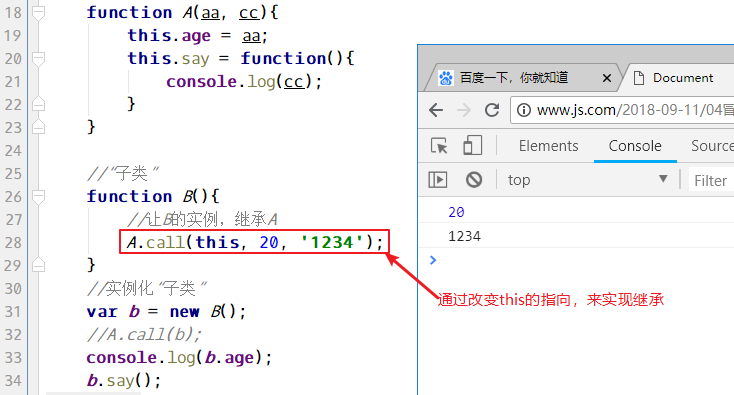 18 function A(aa, cc){
19 this.age = aa;
20 this.say = function(){
21 console.log(cc);
22 }
23 }
24
25 //"子类"
26 function B(){
27 //让B的实例，继承A
28 A.call(this, 20, '1234');
29 }
30 //实例化"子类"
31 var b = new B();
32 //A.call(b);
33 console.log(b.age);
34 b.say();
百度一下，你就知道
Document
www.js.com/2018-09-11/04冒
Elements Console Source
top Filter
20
1234
通过改变this的指向，来实现继承